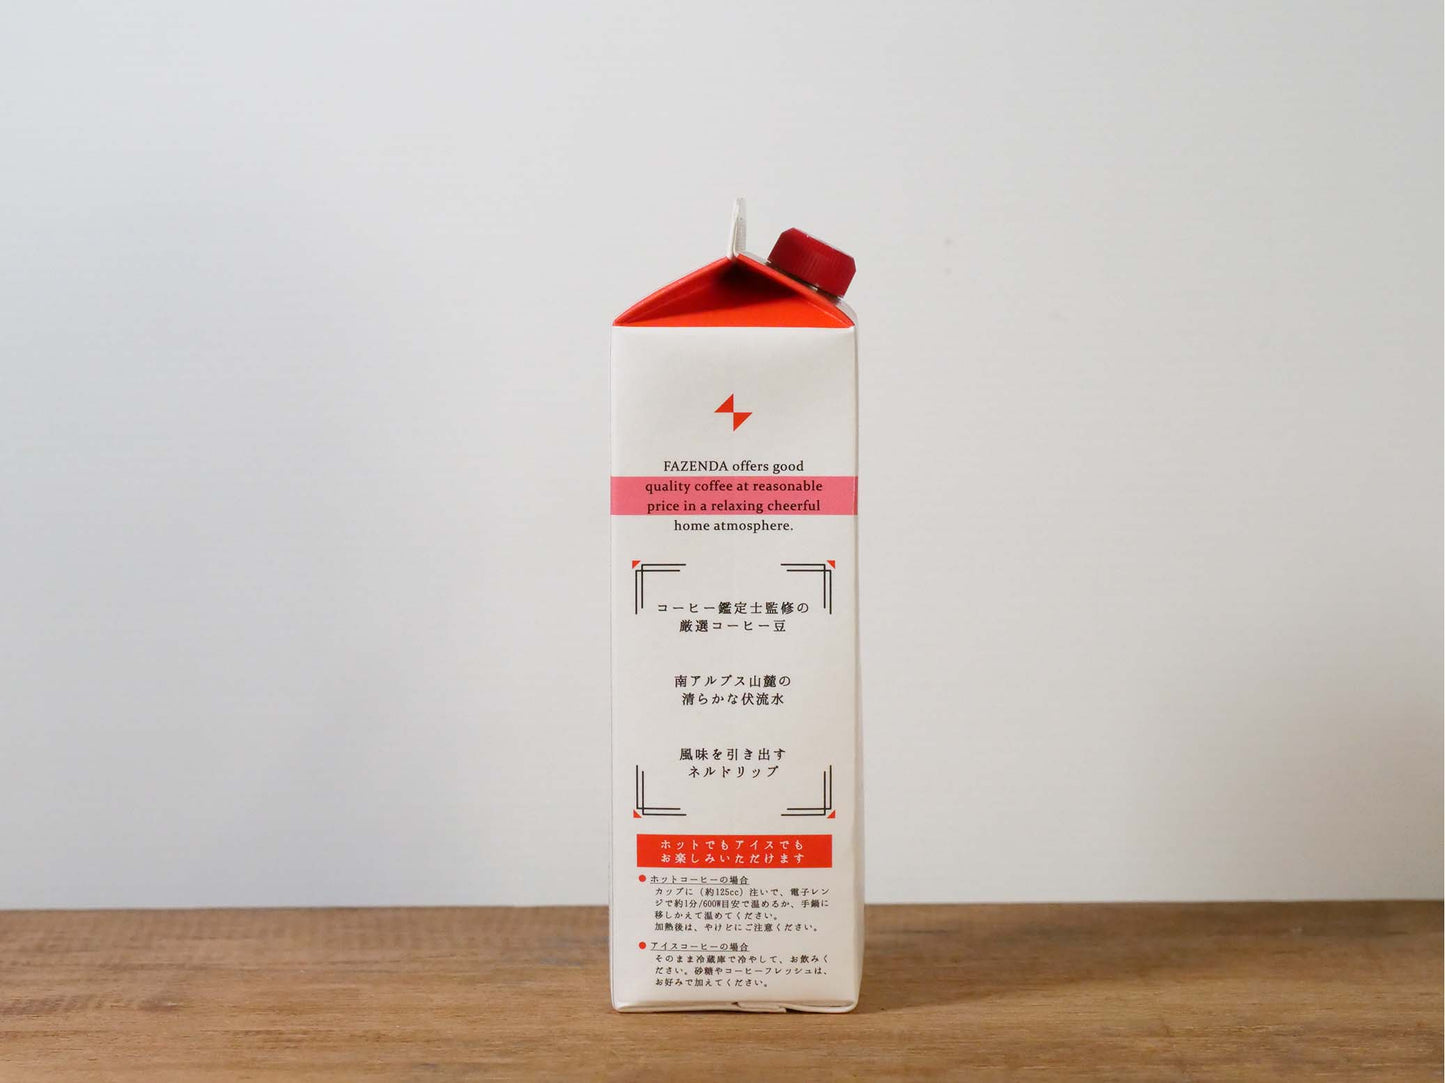 FAZENDA offers good
quality coffee at reasonable
price in a relaxing cheerful
home atmosphere.
コーヒー鑑定士監修の
厳選コーヒー豆
南アルプス山麓の
清らかな伏流水
風味を引き出す
ネルドリップ
ホットでもアイスでも
お楽しみいただけます
●ホットコーヒーの場合
カップに（約125cc）注いで、電子レン
ジで約1分/600W目安で温めるか、手鍋に
移しかえて温めてください。
加熱後は、やけどにご注意ください。
●アイスコーヒーの場合
そのまま冷蔵庫で冷やして、お飲みく
ださい。砂糖やコーヒーフレッシュは、
お好みで加えてください。